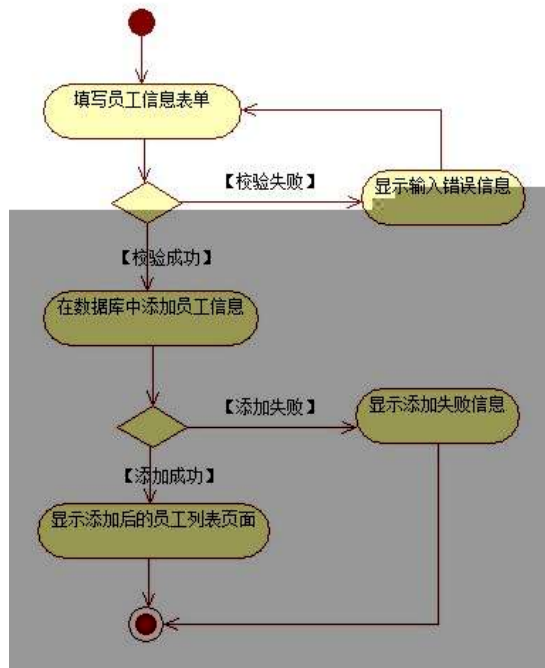 填写员工信息表单
【校验失败】
显示输入错误信息
【校验成功】
在数据库中添加员工信息
【添加失败】
显示添加失败信息
【添加成功】
显示添加后的员工列表页面